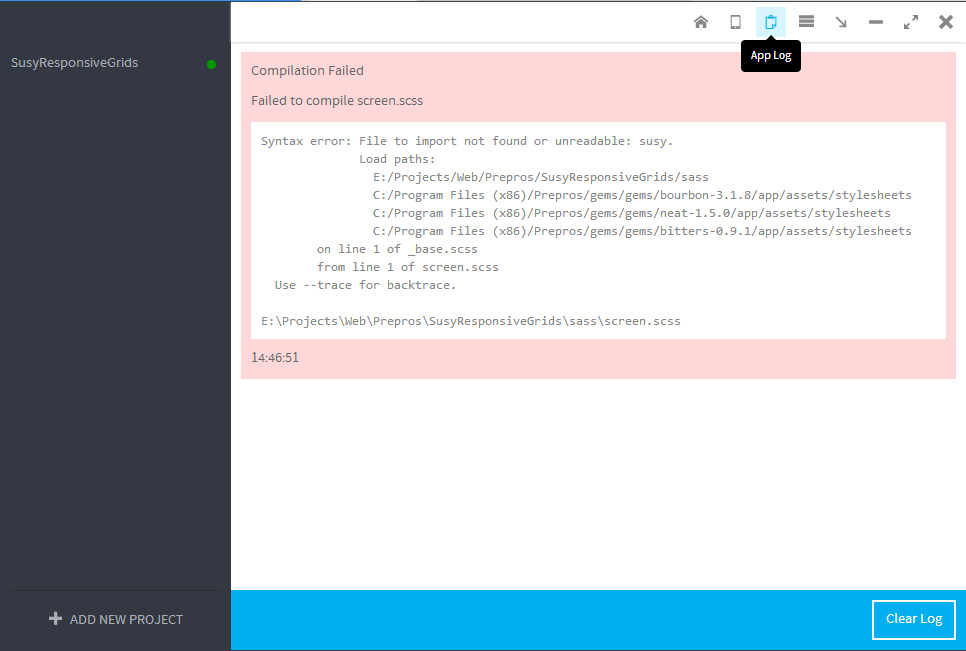 App Log
SusyResponsiveGrids
Compilation Failed
Failed to compile screen.scss
Syntax error: File to import not found or unreadable: susy.
Load paths:
E:/Projects/Web/Prepros/SusyResponsiveGrids/sass
C:/Program Files (x86)/Prepros/gems/gems/bourbon-3.1.8/app/assets/stylesheets
C:/Program Files (x86)/Prepros/gems/gems/neat-1.5.0/app/assets/stylesheets
C:/Program Files (x86)/Prepros/gems/gems/bitters-0.9.1/app/assets/stylesheets
on line 1 of _base.scss
from line 1 of screen.scss
Use --trace for backtrace.
E:\Projects\Web\Prepros\SusyResponsiveGrids\sass\screen.scss
14:46:51
ADD NEW PROJECT
Clear Log